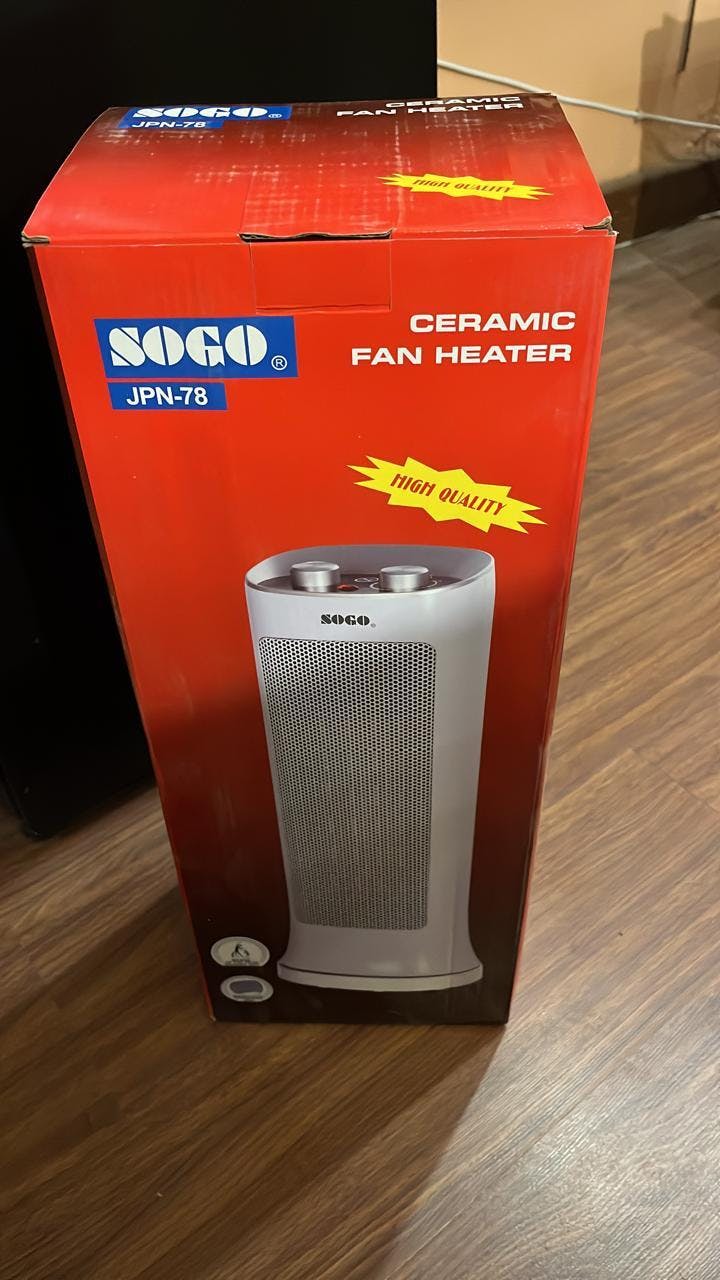 SOGO®
JPN-78
CERAMIC
FAN HEATER
HIGH QUALITY
SOGO®
JPN-78
CERAMIC
FAN HEATER
HIGH QUALITY
SOGO®